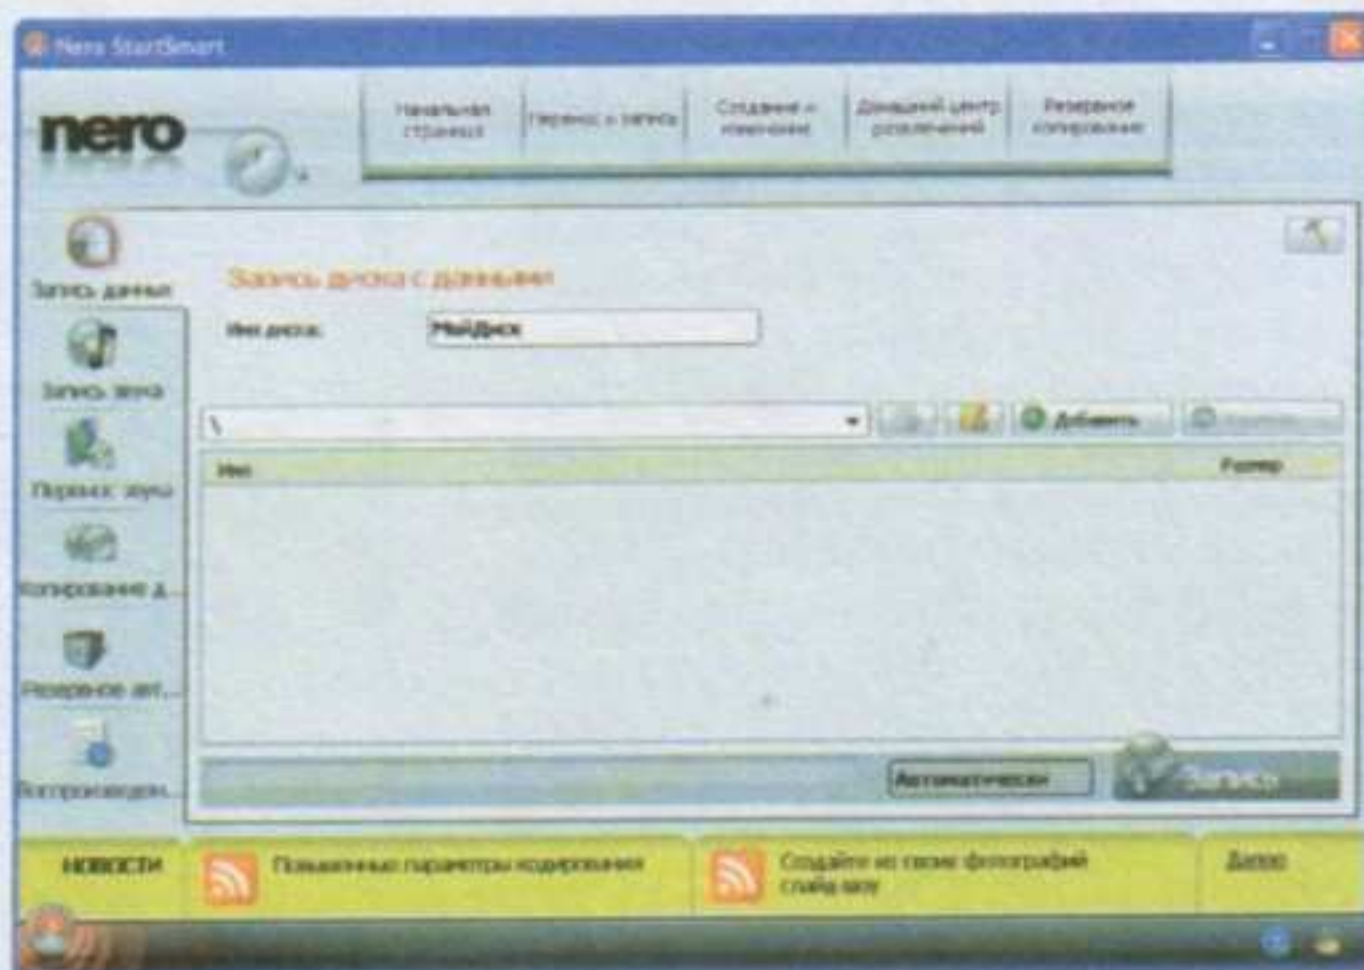 Nero StartSmart
nero
Начальная
страница
Перенос и запись
Создание и
изменение
Домашний центр
развлечений
Резервное
копирование
Запись данных
Запись диска с данными
Имя диска:
МойДиск
Запись звука
\
Добавить
Имя
Размер
Перенос звука
Копирование д...
Резервное авт...
Воспроизведен...
Автоматически
Запись
НОВОСТИ
Повышенные параметры кодирования
Создайте из своих фотографий
слайд-шоу
Далее